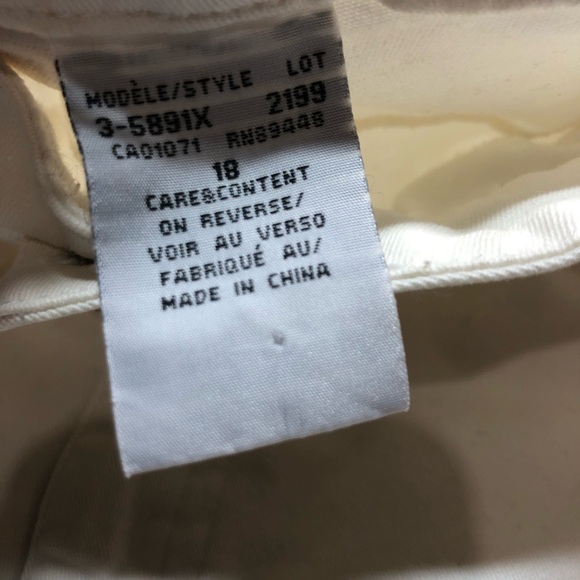 MODÈLE/STYLE LOT
3-5891X 2199
CA01071 RN89448
18
CARE&CONTENT
ON REVERSE/
VOIR AU VERSO
FABRIQUÉ AU/
MADE IN CHINA